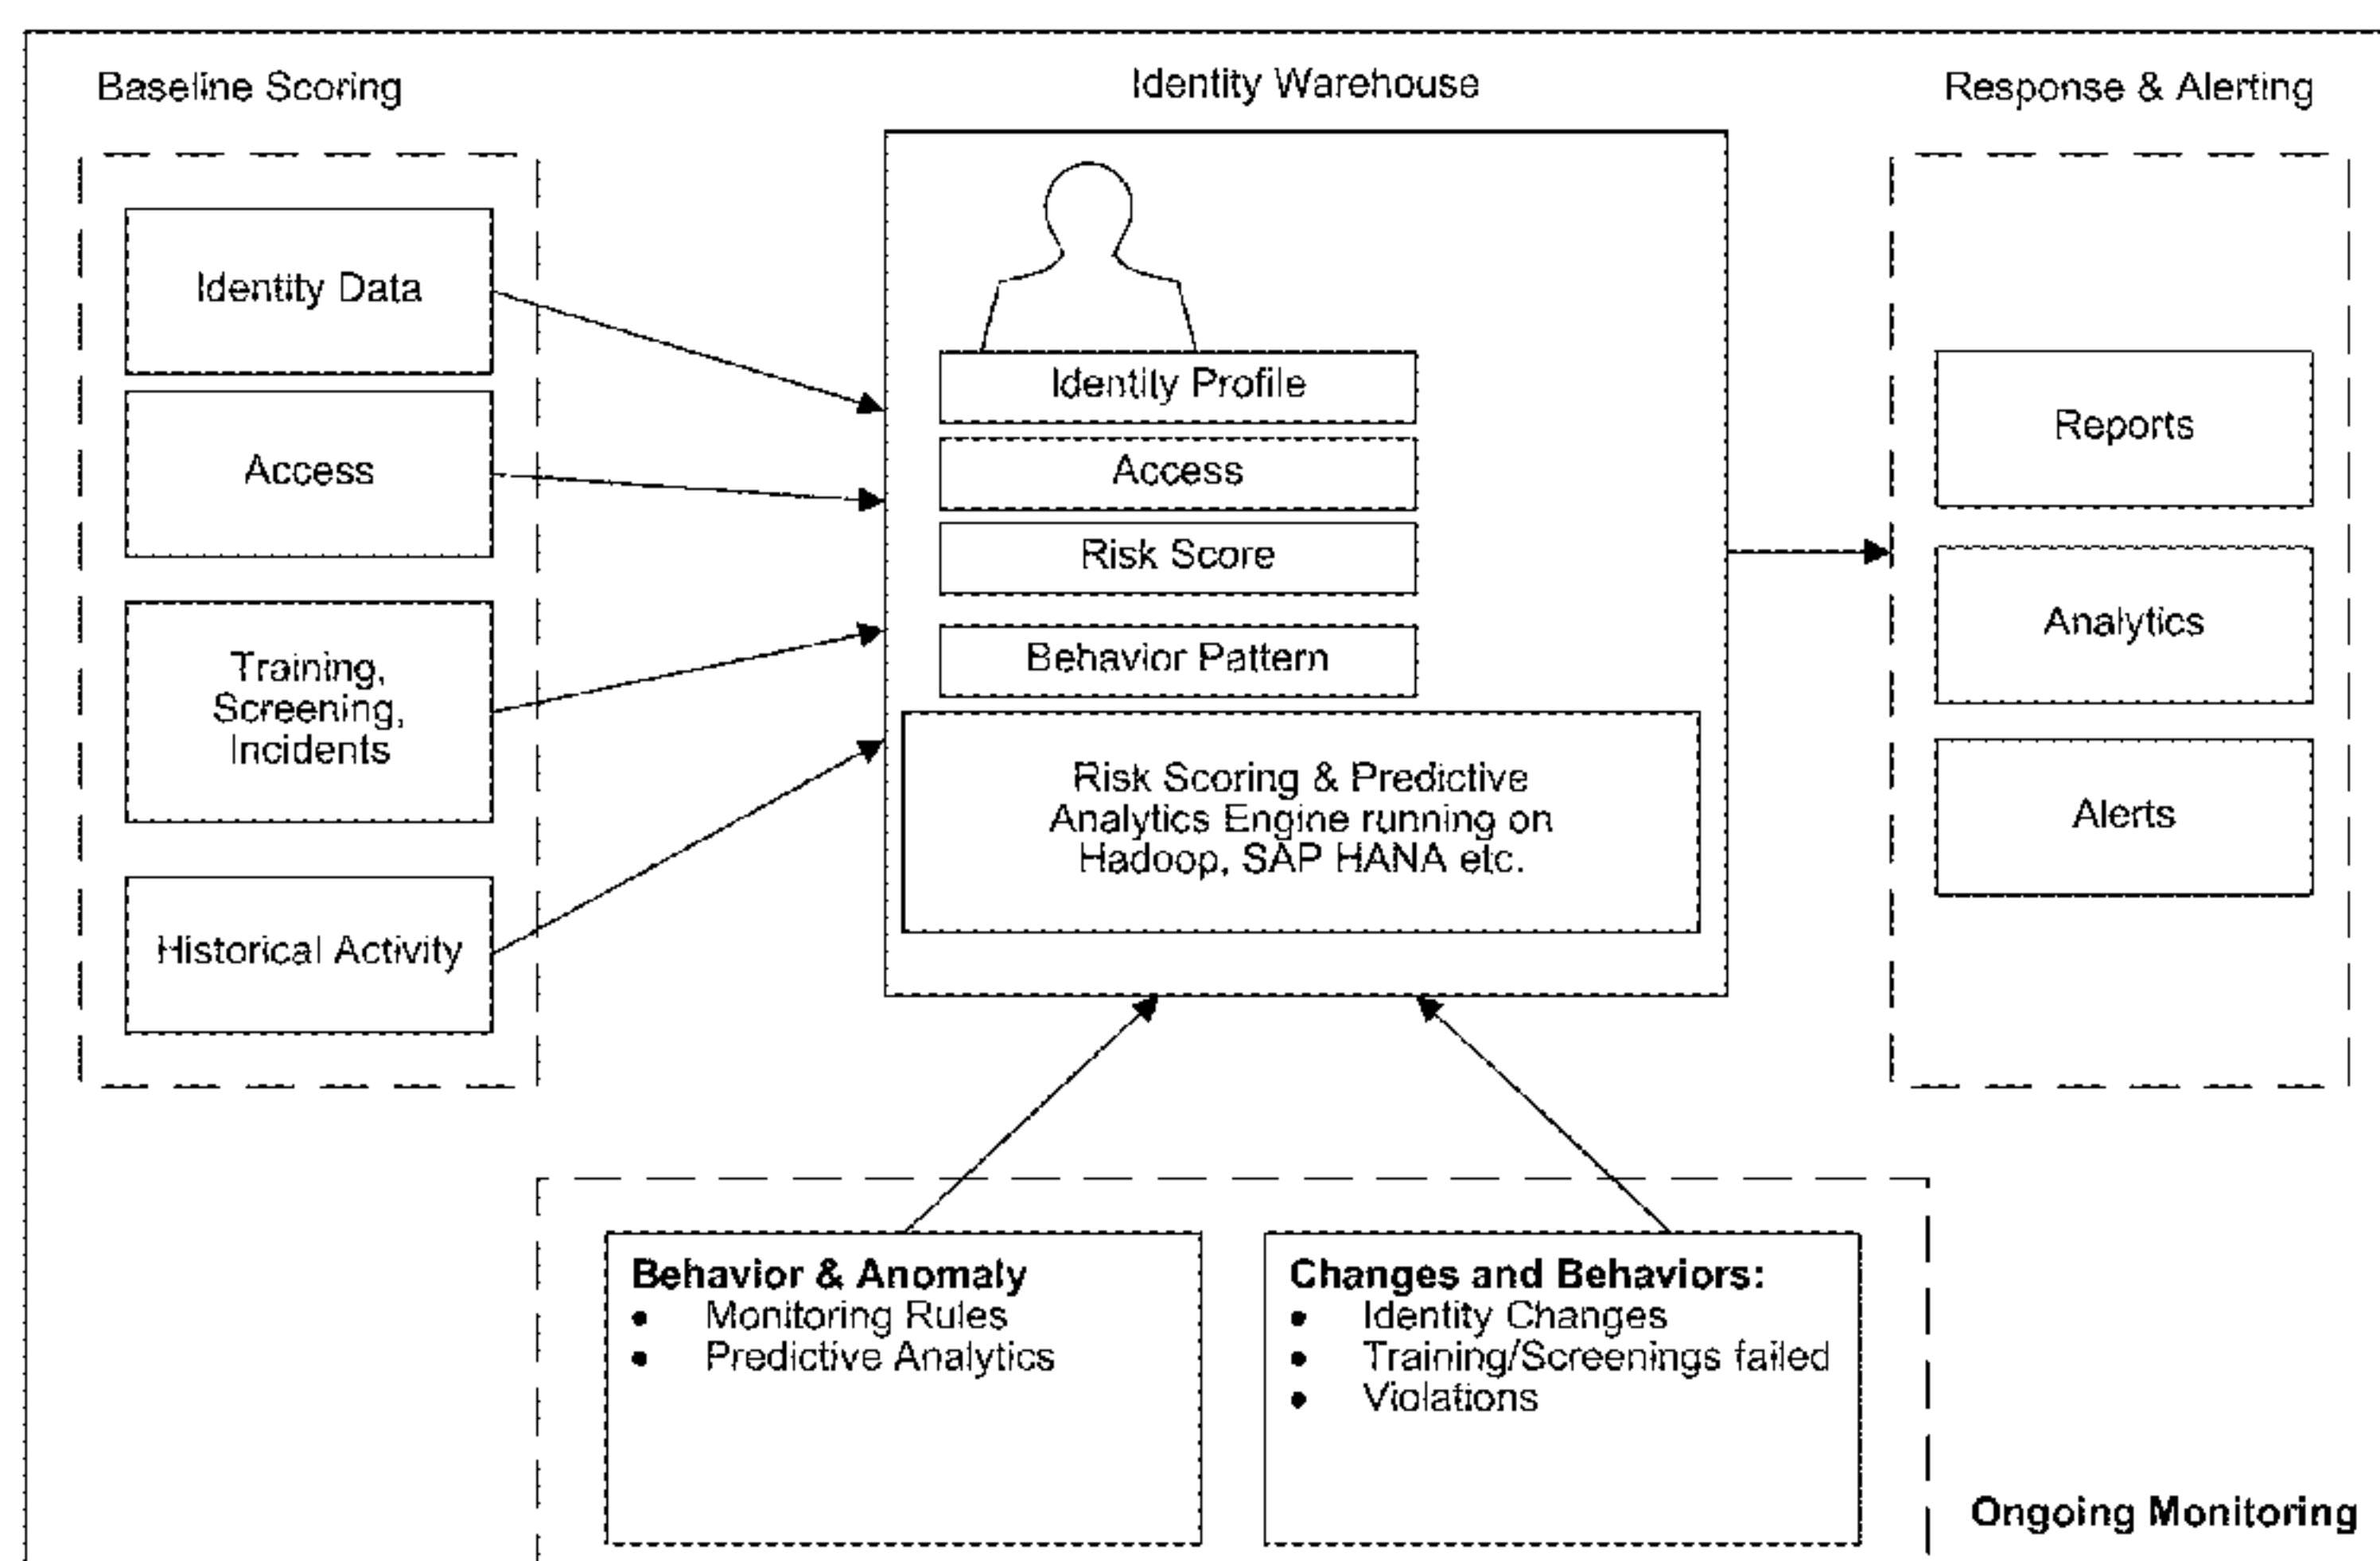 Baseline Scoring
Identity Data
Access
Training,
Screening,
Incidents
Historical Activity
Identity Warehouse
Identity Profile
Access
Risk Score
Behavior Pattern
Risk Scoring & Predictive
Analytics Engine running on
Hadoop, SAP HANA etc.
Response & Alerting
Reports
Analytics
Alerts
Behavior & Anomaly
• Monitoring Rules
• Predictive Analytics
Changes and Behaviors:
• Identity Changes
• Training/Screenings failed
• Violations
Ongoing Monitoring